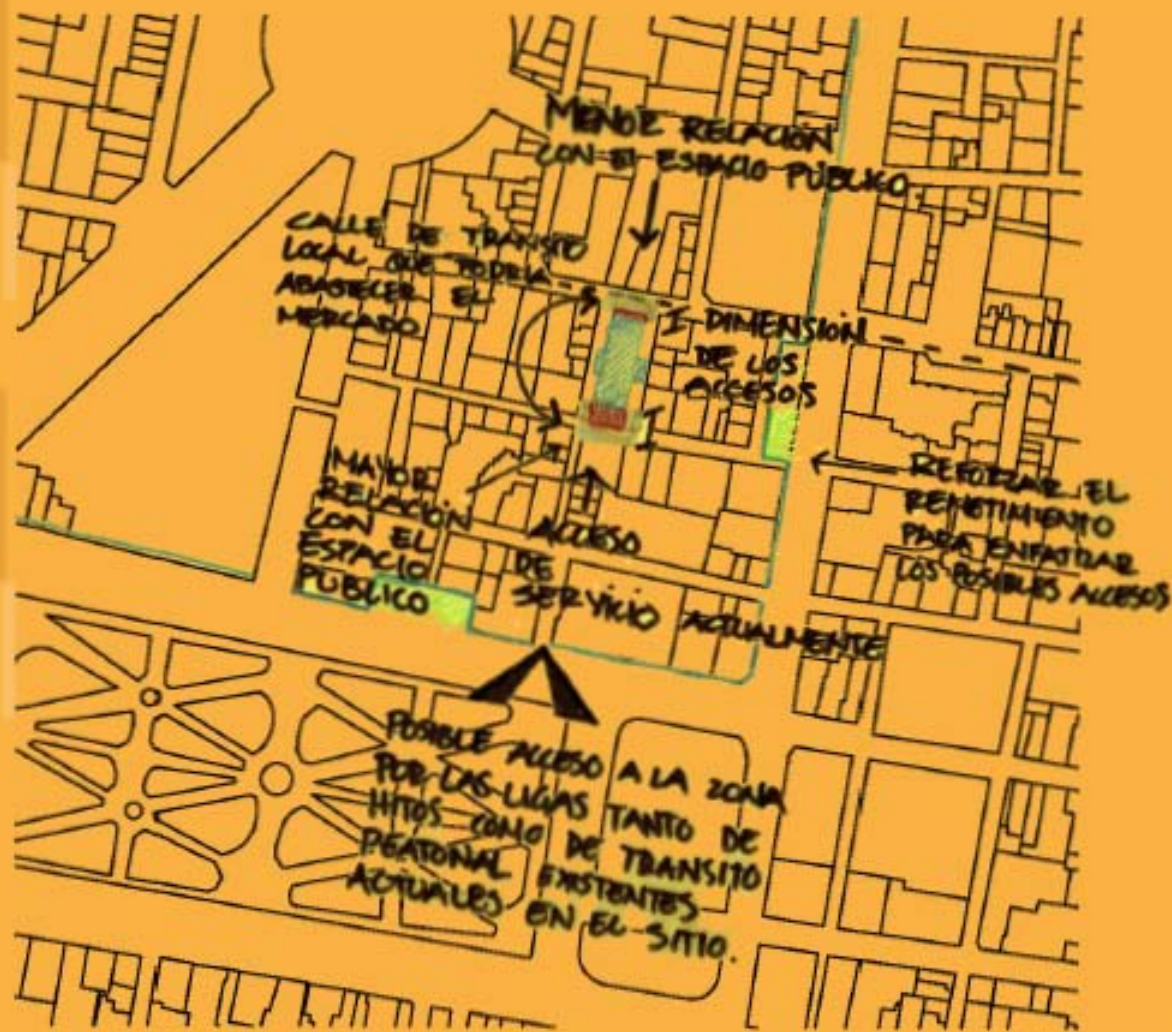 MENOR RELACIÓN
CON EL ESPACIO PÚBLICO.
CALLE DE TRANSITO
LOCAL QUE PODRIA
ABASTECER EL
MERCADO
DIMENSION
DE LOS
ACCESOS
MAYOR
RELACIÓN
CON EL
ESPACIO
PUBLICO
ACCESO
DE
SERVICIO ACTUALMENTE
REFORZAR EL
REMETIMIENTO
PARA ENFATIZAR
LOS POSIBLES ACCESOS
POSIBLE ACCESO A LA ZONA
POR LAS LIGAS TANTO DE
HITOS COMO DE TRANSITO
PEATONAL EXISTENTES
ACTUALES EN EL SITIO.